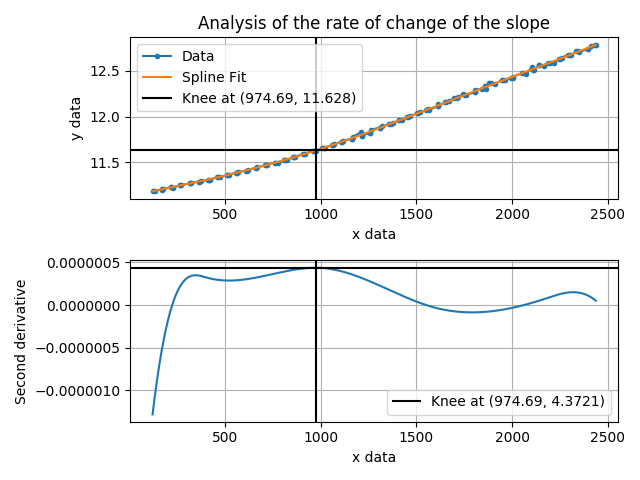 Analysis of the rate of change of the slope
Data
Spline Fit
Knee at (974.69, 11.628)
12.5
12.0
11.5
y data
500 1000 1500 2000 2500
x data
0.0000005
0.0000000
−0.0000005
−0.0000010
Second derivative
Knee at (974.69, 4.3721)
500 1000 1500 2000 2500
x data